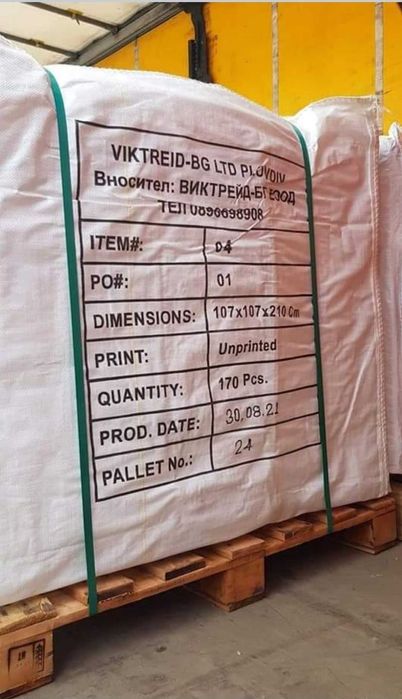 VIKTREID-BG LTD PLOVDIV
Вносител: ВИКТРЕЙД-БГ ЕООД
ТЕЛ 0896698908
ITEM#: 04
PO#: 01
DIMENSIONS: 107x107x210 Cm
PRINT: Unprinted
QUANTITY: 170 Pcs.
PROD. DATE: 30.08.21
PALLET No.: 24